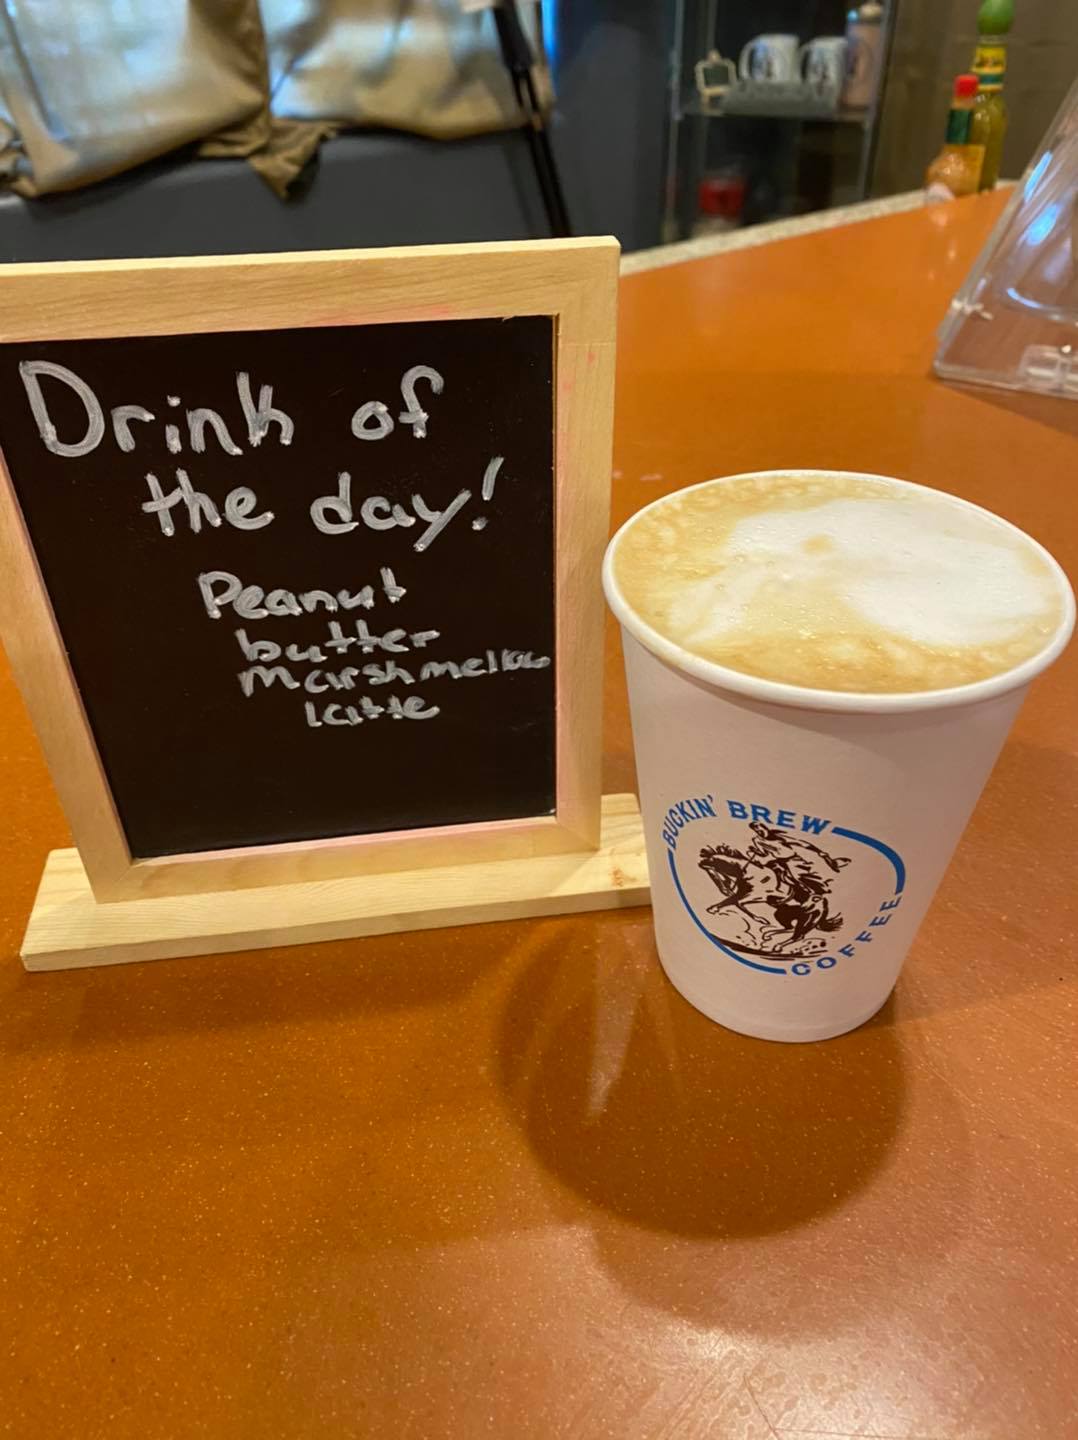 Drink of
the day!
Peanut
butter
Marshmellow
latte
BUCKIN' BREW
COFFEE